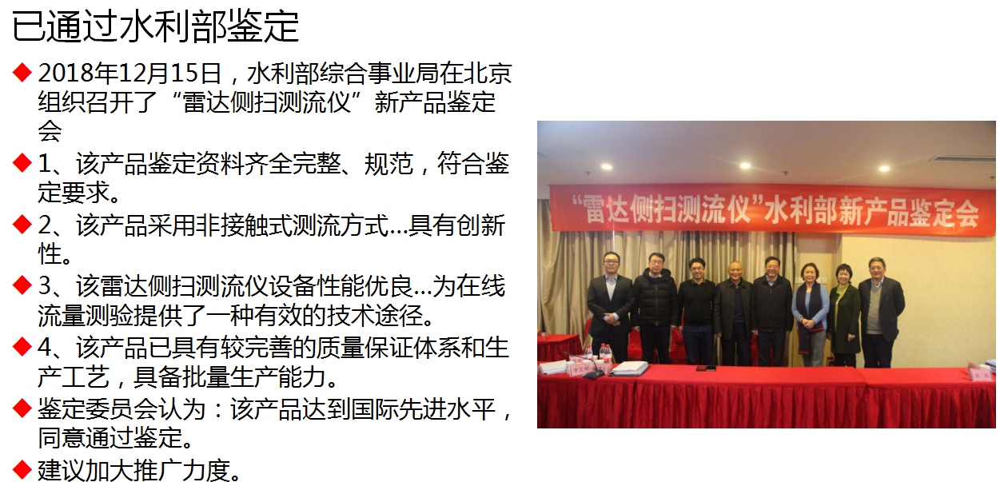 已通过水利部鉴定
2018年12月15日，水利部综合事业局在北京
组织召开了“雷达侧扫测流仪”新产品鉴定
会
1、该产品鉴定资料齐全完整、规范，符合鉴
定要求。
2、该产品采用非接触式测流方式...具有创新
性。
3、该雷达侧扫测流仪设备性能优良...为在线
流量测验提供了一种有效的技术途径。
4、该产品已具有较完善的质量保证体系和生
产工艺，具备批量生产能力。
鉴定委员会认为：该产品达到国际先进水平，
同意通过鉴定。
建议加大推广力度。
“雷达侧扫测流仪”水利部新产品鉴定会